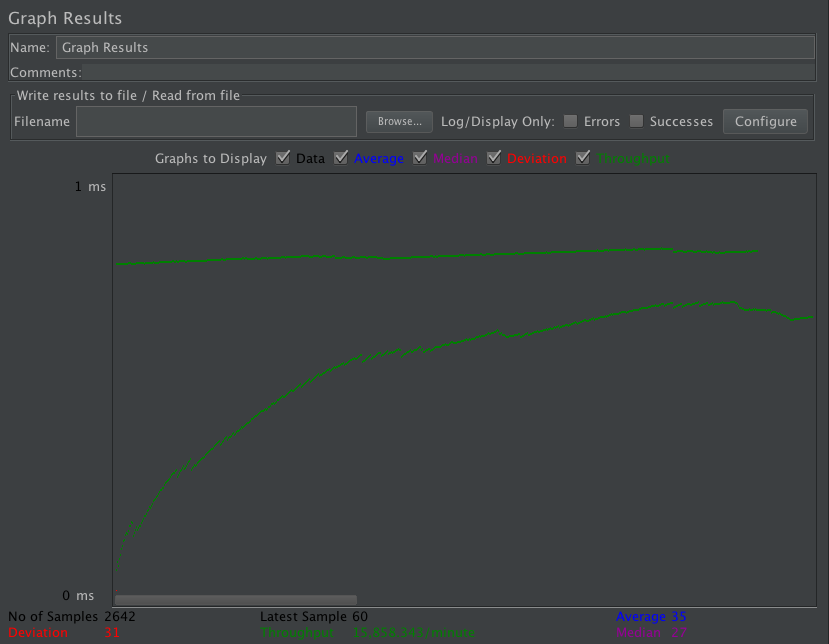 Graph Results
Name: Graph Results
Comments:
Write results to file / Read from file
Filename Browse... Log/Display Only: Errors Successes Configure
Graphs to Display Data Average Median Deviation Throughput
1 ms
0 ms
No of Samples 2642 Latest Sample 60 Average 35
Deviation 31 Throughput 15,858.343/minute Median 27